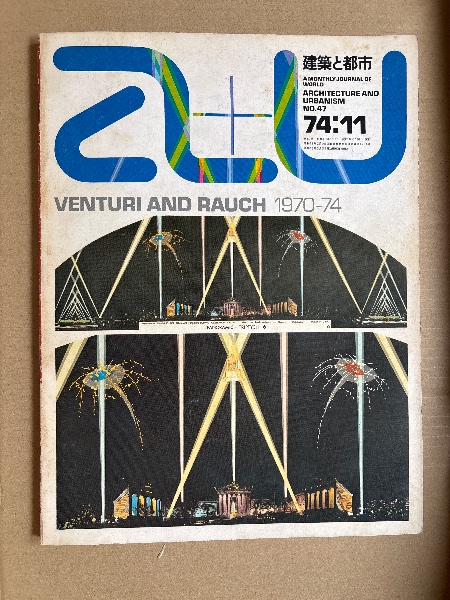 a+u
建築と都市
A MONTHLY JOURNAL OF
WORLD
ARCHITECTURE AND
URBANISM
NO.47
74:11
VENTURI AND RAUCH 1970-74